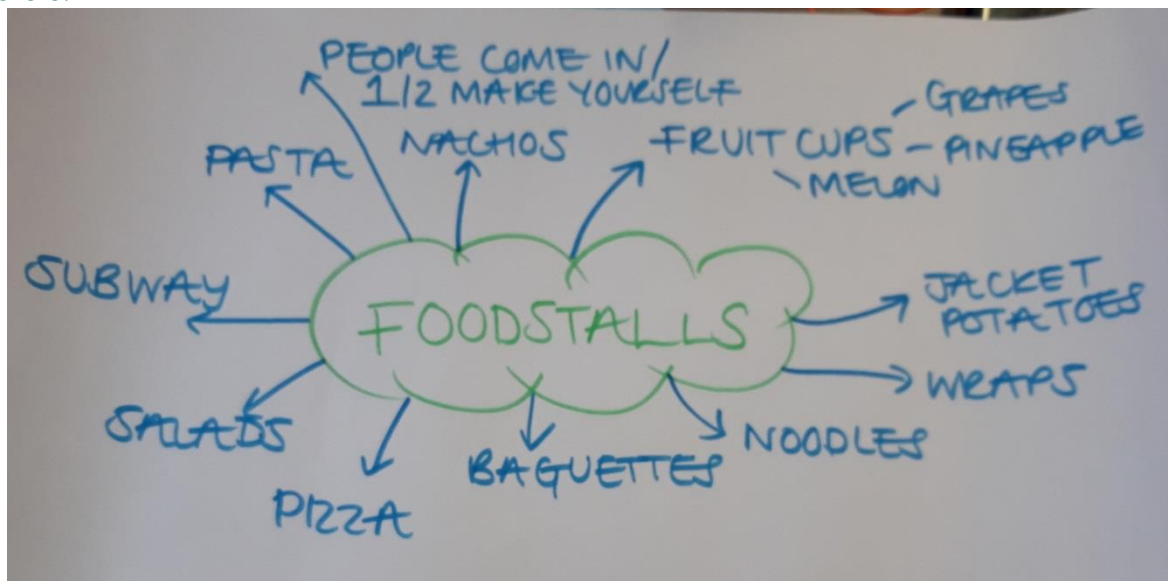 PEOPLE COME IN/
1/2 MAKE YOURSELF
PASTA
NACHOS
FRUIT CUPS
- GRAPES
- PINEAPPLE
- MELON
SUBWAY
FOODSTALLS
JACKET
POTATOES
WRAPS
SALADS
PIZZA
BAGUETTES
NOODLES